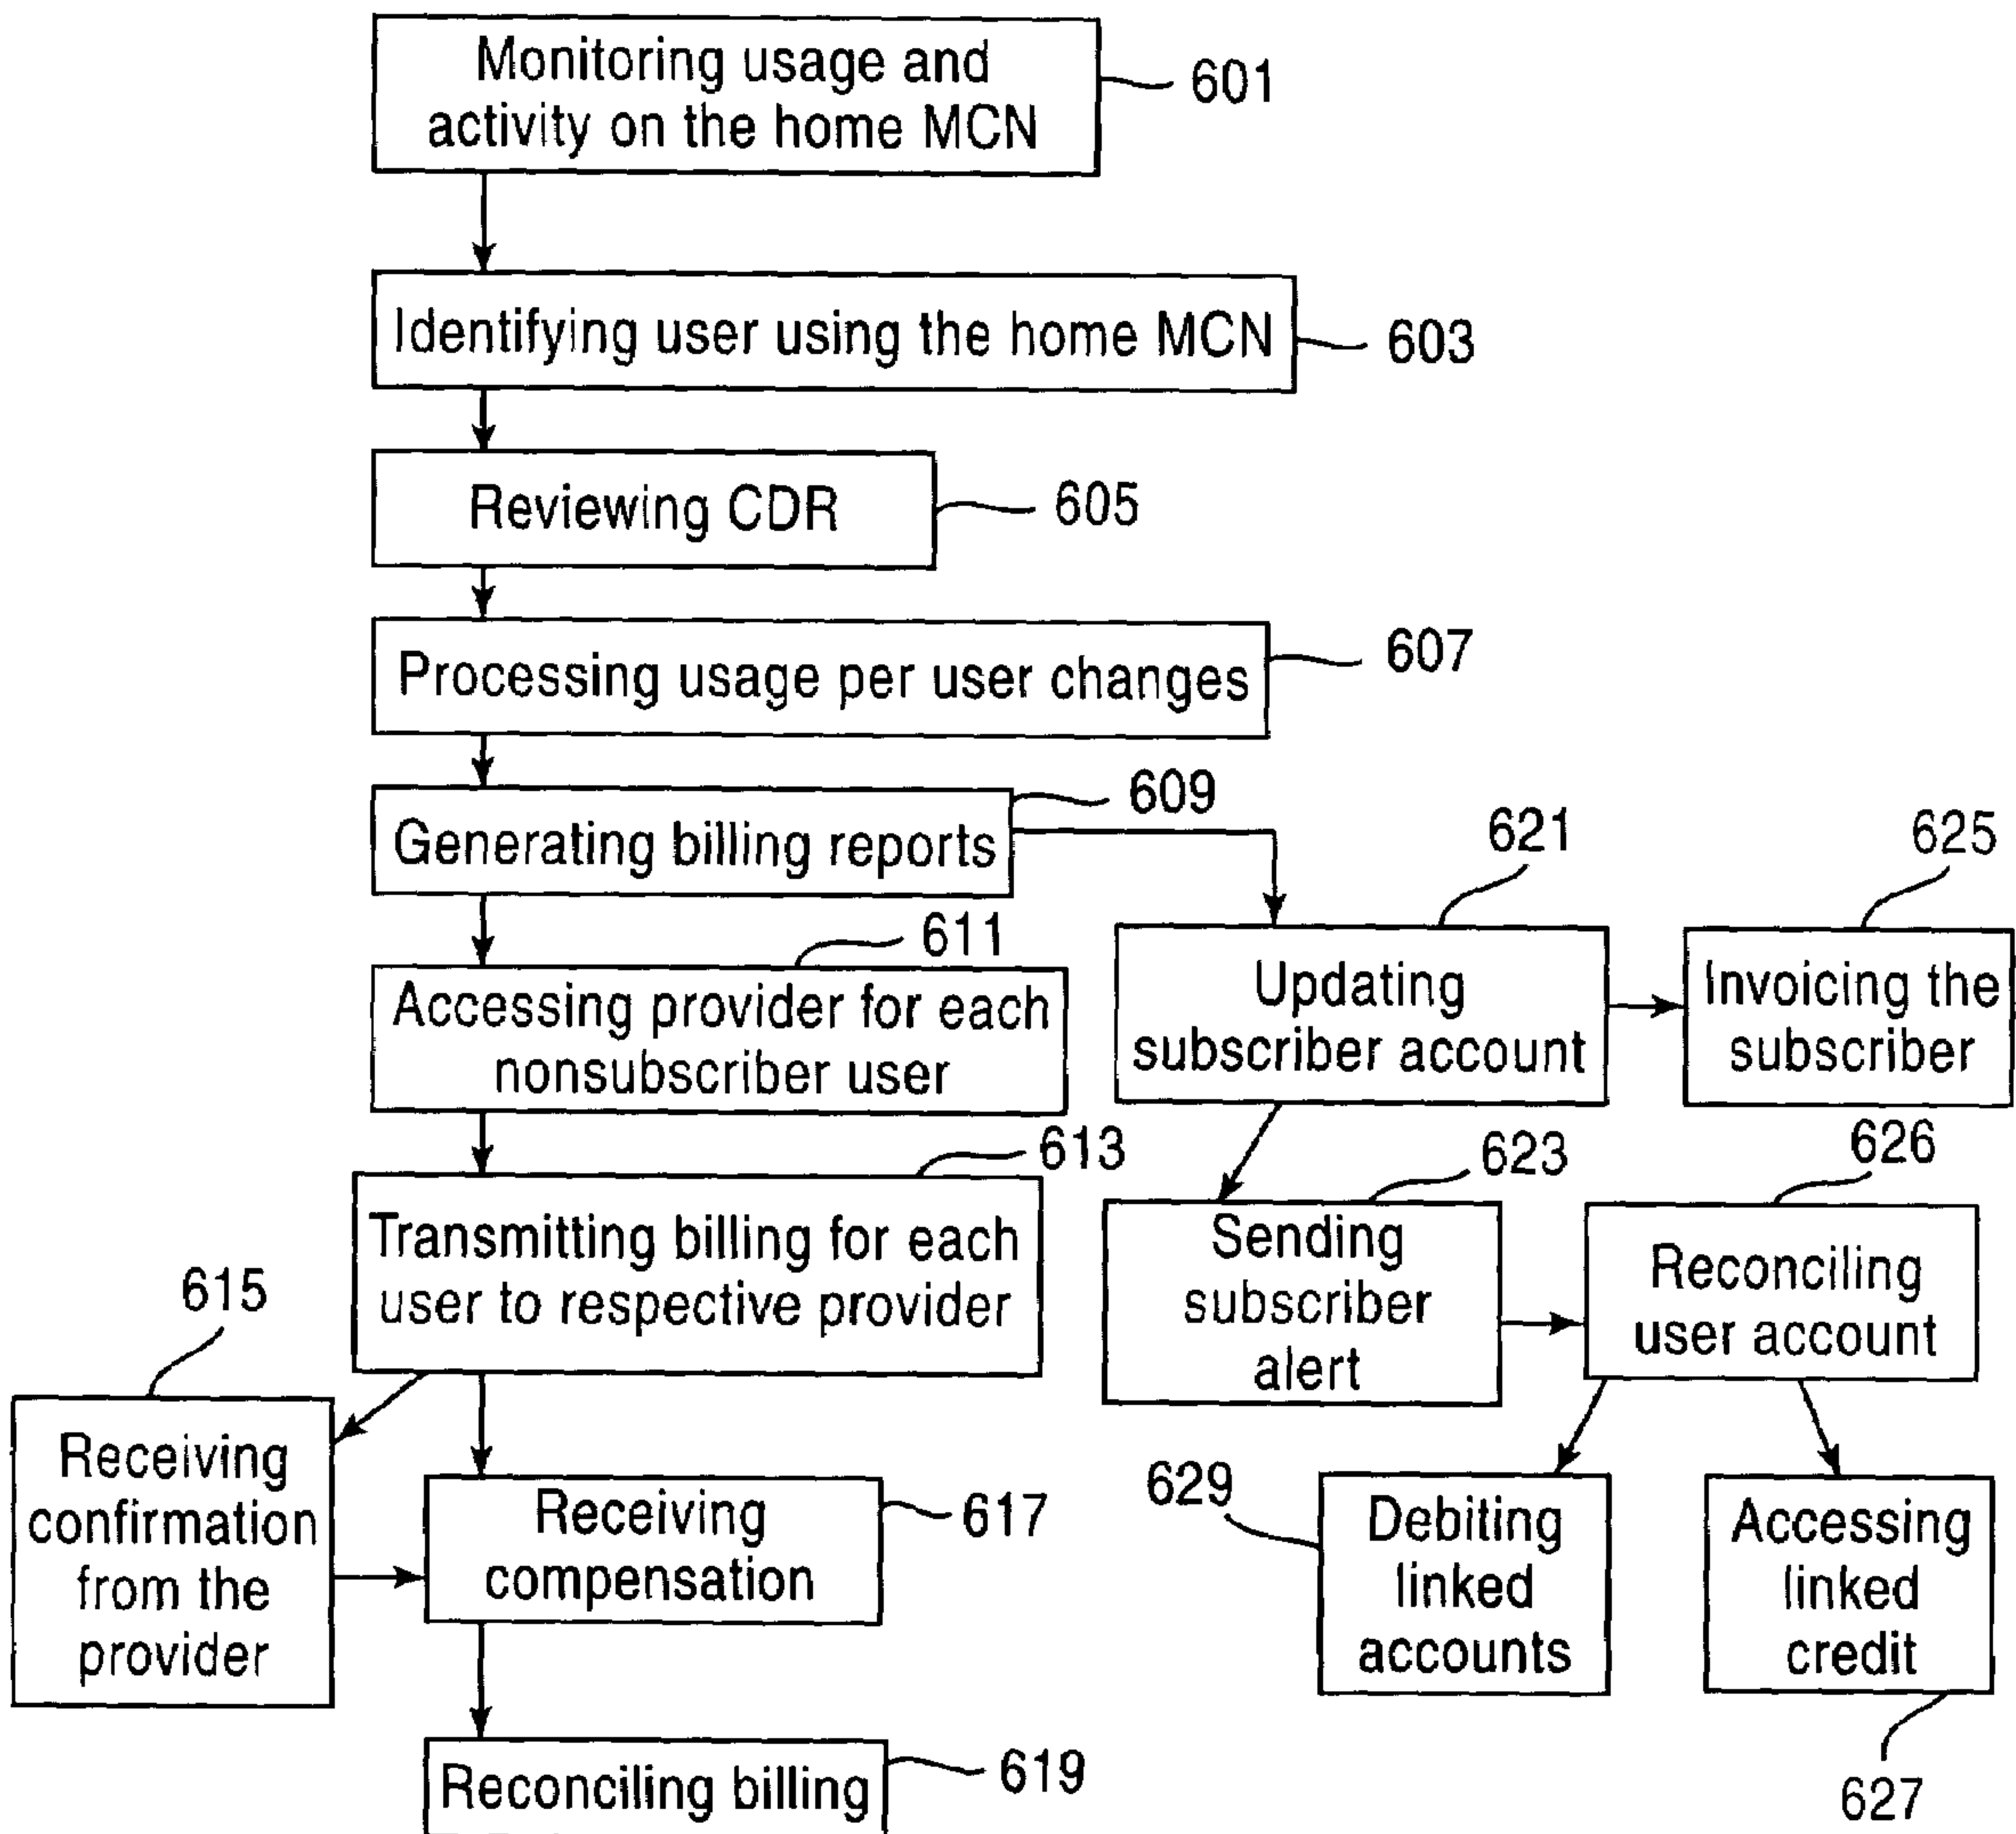 Monitoring usage and
activity on the home MCN
601
Identifying user using the home MCN
603
Reviewing CDR
605
Processing usage per user changes
607
Generating billing reports
609
Accessing provider for each
nonsubscriber user
611
Transmitting billing for each
user to respective provider
613
615
Receiving
confirmation
from the
provider
Receiving
compensation
617
Reconciling billing
619
621
Updating
subscriber account
625
Invoicing the
subscriber
623
Sending
subscriber
alert
626
Reconciling
user account
629
Debiting
linked
accounts
Accessing
linked
credit
627